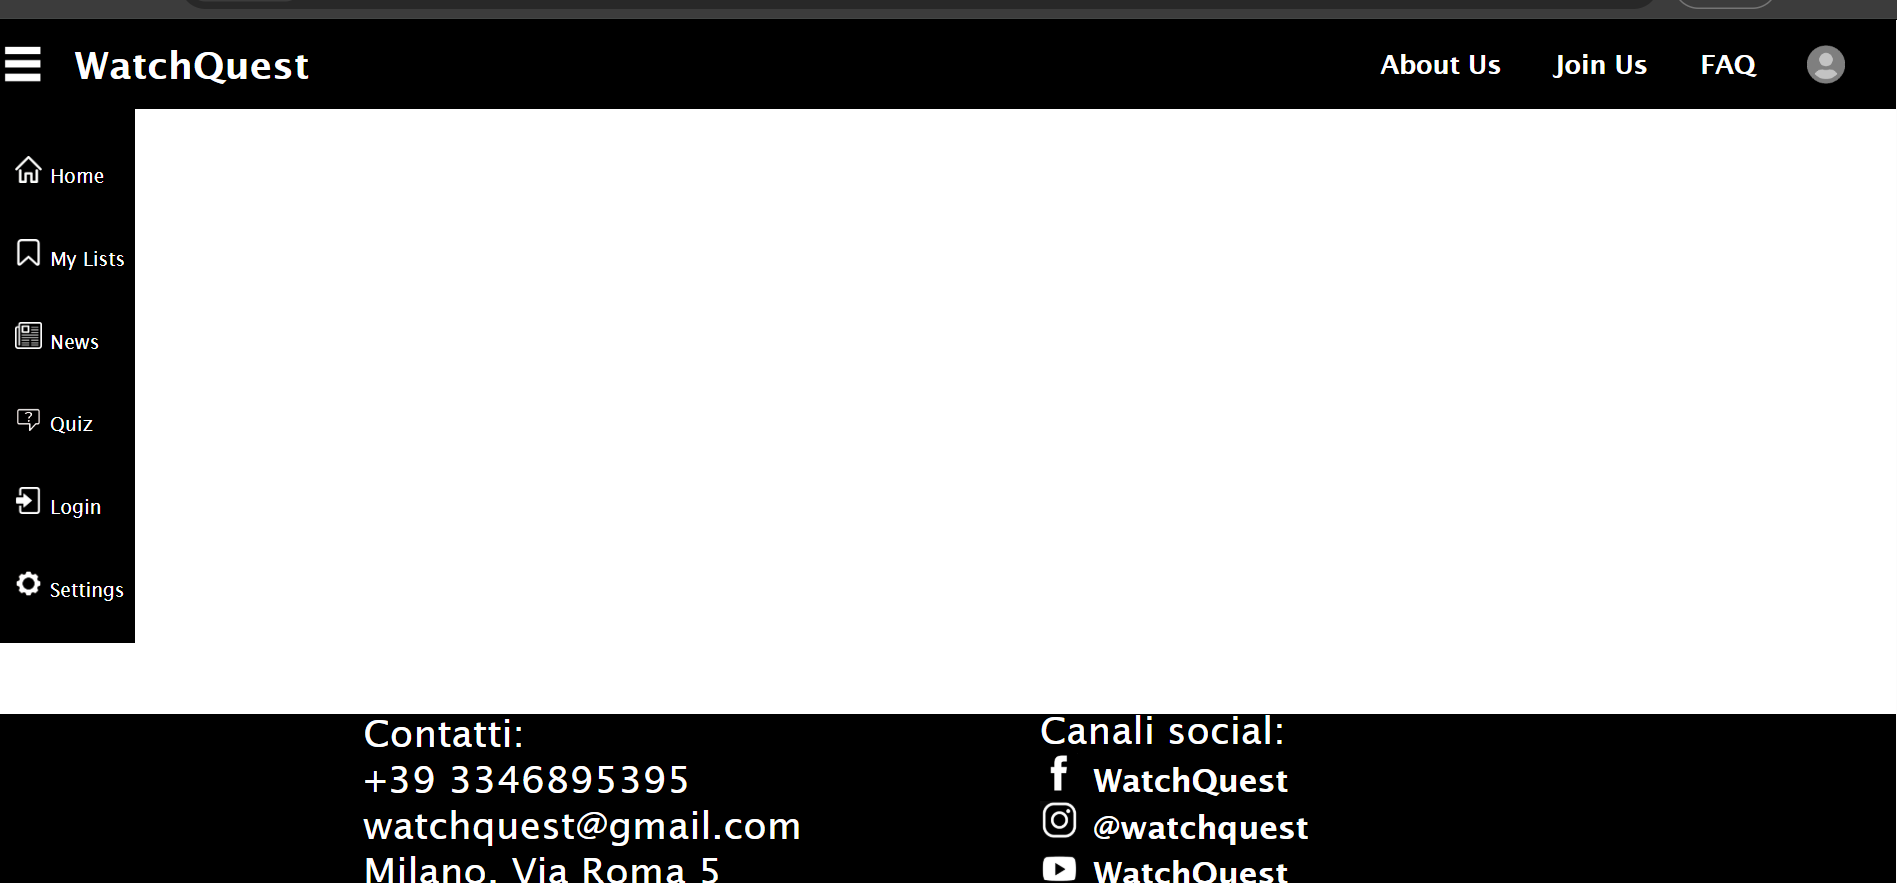 WatchQuest
About Us
Join Us
FAQ
Home
My Lists
News
Quiz
Login
Settings
Contatti:
+39 3346895395
watchquest@gmail.com
Milano, Via Roma 5
Canali social:
WatchQuest
@watchquest
WatchQuest